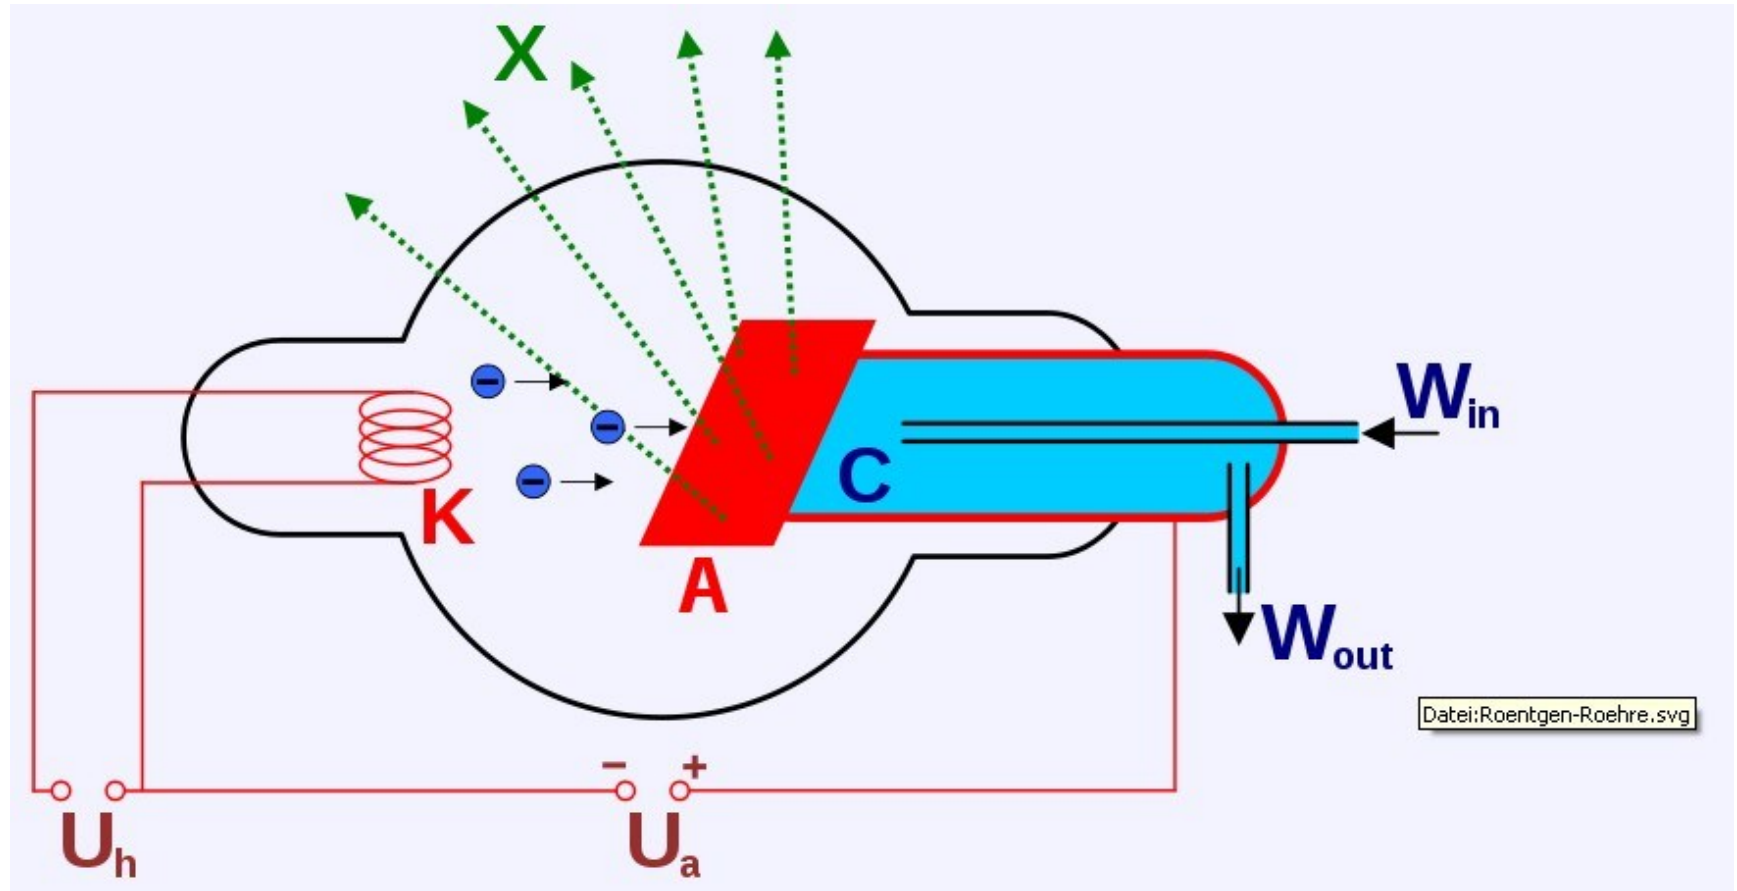 X
W in
C
K
A
W out
Datei:Roentgen-Roehre.svg
− +
U h
U a